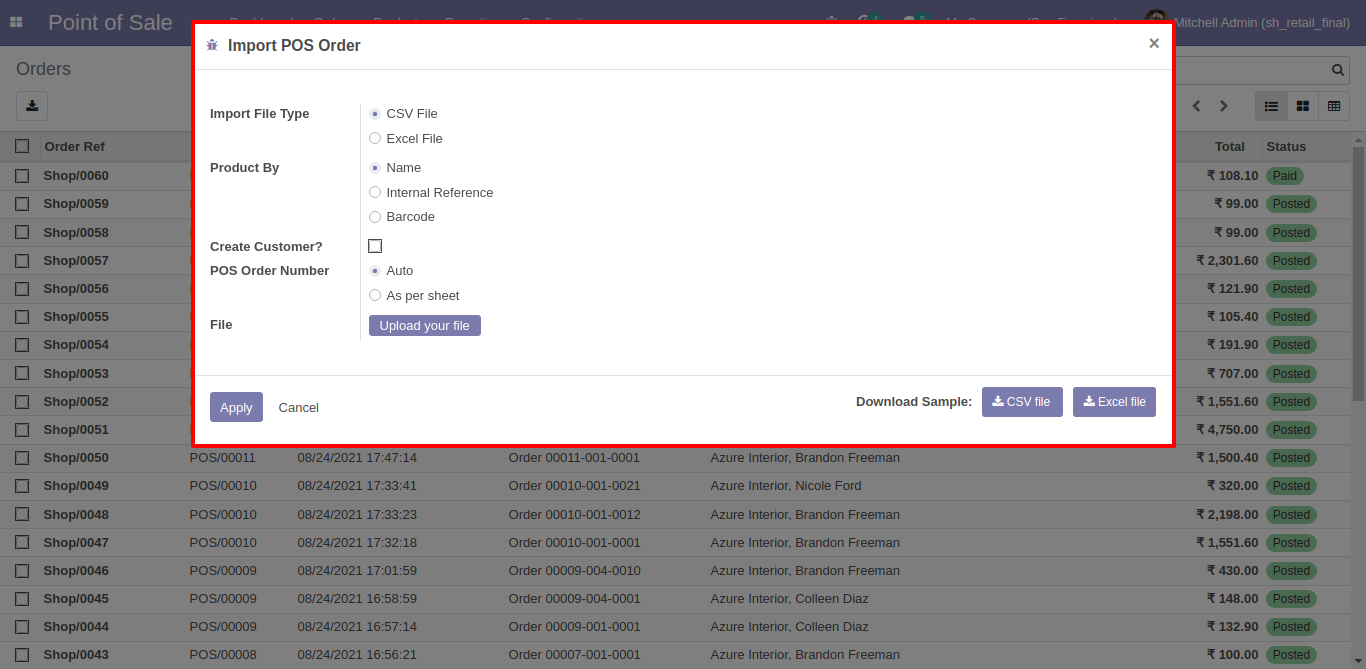 Point of Sale
Mitchell Admin (sh_retail_final)
Import POS Order ×
Orders
Import File Type CSV File
Excel File
Product By Name
Internal Reference
Barcode
Create Customer?
POS Order Number Auto
As per sheet
File Upload your file
Apply Cancel Download Sample: CSV file Excel file
Order Ref Total Status
Shop/0060 ₹ 108.10 Paid
Shop/0059 ₹ 99.00 Posted
Shop/0058 ₹ 99.00 Posted
Shop/0057 ₹ 2,301.60 Posted
Shop/0056 ₹ 121.90 Posted
Shop/0055 ₹ 105.40 Posted
Shop/0054 ₹ 191.90 Posted
Shop/0053 ₹ 707.00 Posted
Shop/0052 ₹ 1,551.60 Posted
Shop/0051 ₹ 4,750.00 Posted
Shop/0050 POS/00011 08/24/2021 17:47:14 Order 00011-001-0001 Azure Interior, Brandon Freeman ₹ 1,500.40 Posted
Shop/0049 POS/00010 08/24/2021 17:33:41 Order 00010-001-0021 Azure Interior, Nicole Ford ₹ 320.00 Posted
Shop/0048 POS/00010 08/24/2021 17:33:23 Order 00010-001-0012 Azure Interior, Brandon Freeman ₹ 2,198.00 Posted
Shop/0047 POS/00010 08/24/2021 17:32:18 Order 00010-001-0001 Azure Interior, Brandon Freeman ₹ 1,551.60 Posted
Shop/0046 POS/00009 08/24/2021 17:01:59 Order 00009-004-0010 Azure Interior, Brandon Freeman ₹ 430.00 Posted
Shop/0045 POS/00009 08/24/2021 16:58:59 Order 00009-004-0001 Azure Interior, Colleen Diaz ₹ 148.00 Posted
Shop/0044 POS/00009 08/24/2021 16:57:14 Order 00009-001-0001 Azure Interior, Colleen Diaz ₹ 132.90 Posted
Shop/0043 POS/00008 08/24/2021 16:56:21 Order 00007-001-0001 Azure Interior, Brandon Freeman ₹ 100.00 Posted